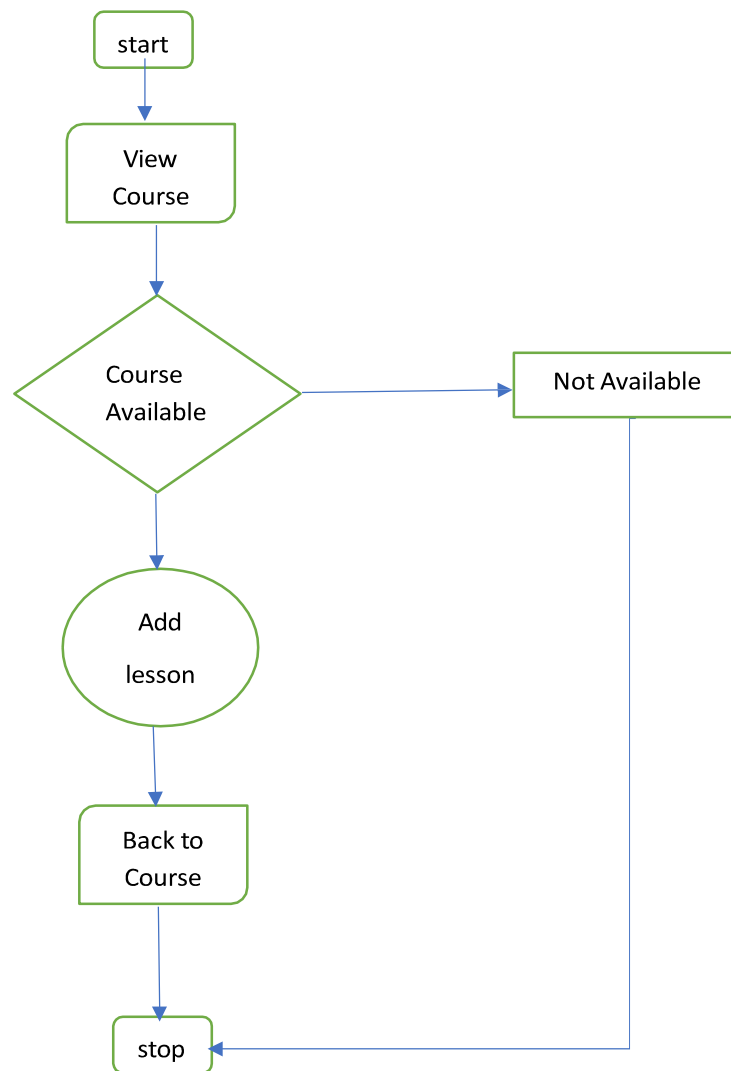 start
View
Course
Course
Available
Not Available
Add
lesson
Back to
Course
stop